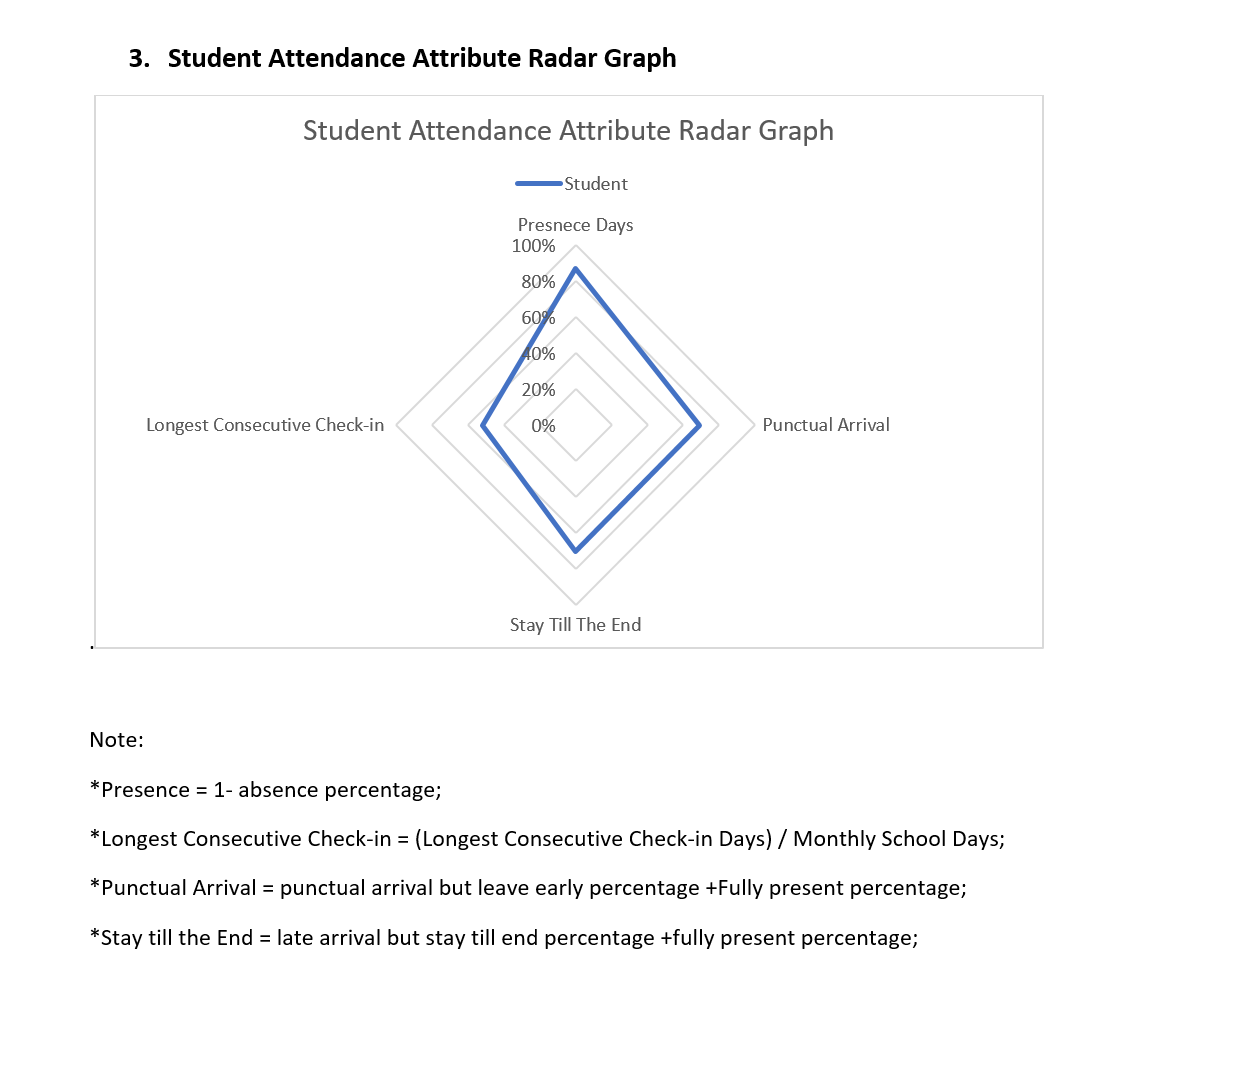 3. Student Attendance Attribute Radar Graph
Student Attendance Attribute Radar Graph
Student
Presnece Days
100%
80%
60%
40%
20%
0%
Longest Consecutive Check-in
Punctual Arrival
Stay Till The End
.
Note:
*Presence = 1- absence percentage;
*Longest Consecutive Check-in = (Longest Consecutive Check-in Days) / Monthly School Days;
*Punctual Arrival = punctual arrival but leave early percentage +Fully present percentage;
*Stay till the End = late arrival but stay till end percentage +fully present percentage;